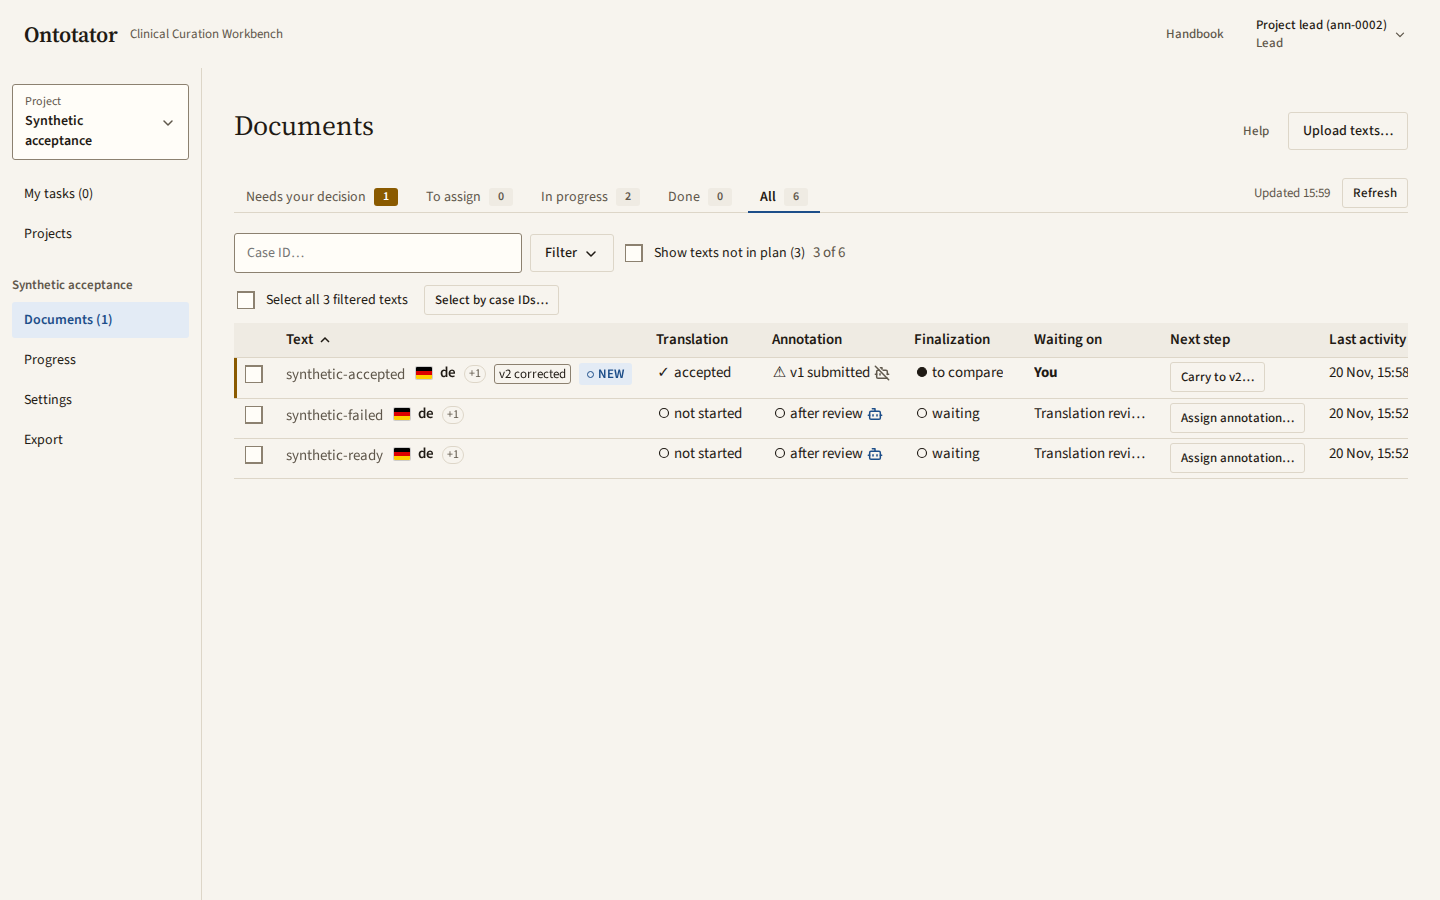 Ontotator Clinical Curation Workbench Handbook Project lead (ann-0002)
Lead
Project
Synthetic
acceptance
My tasks (0)
Projects
Synthetic acceptance
Documents (1)
Progress
Settings
Export
Documents Help Upload texts...
Needs your decision 1 To assign 0 In progress 2 Done 0 All 6 Updated 15:59 Refresh
Case ID... Filter Show texts not in plan (3) 3 of 6
Select all 3 filtered texts Select by case IDs...
Text Translation Annotation Finalization Waiting on Next step Last activity
synthetic-accepted de +1 v2 corrected NEW ✓ accepted ⚠ v1 submitted to compare You Carry to v2... 20 Nov, 15:58
synthetic-failed de +1 not started after review waiting Translation revi... Assign annotation... 20 Nov, 15:52
synthetic-ready de +1 not started after review waiting Translation revi... Assign annotation... 20 Nov, 15:52